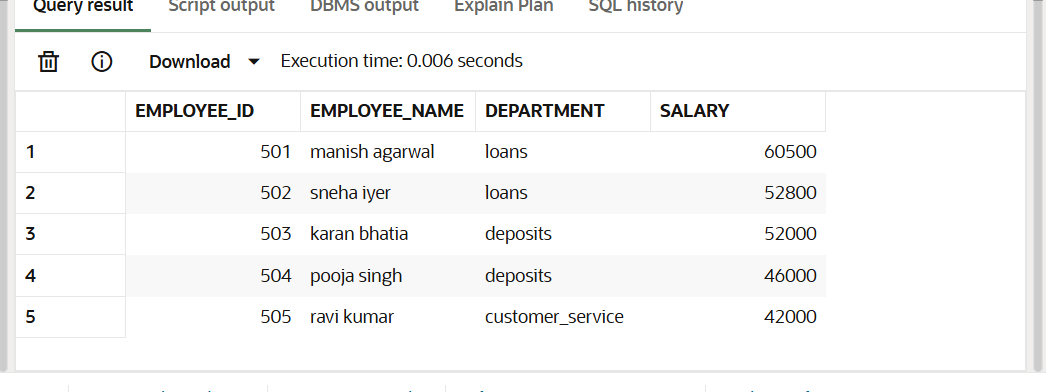 Query result Script output DBMS output Explain Plan SQL history
Download Execution time: 0.006 seconds
EMPLOYEE_ID EMPLOYEE_NAME DEPARTMENT SALARY
1 501 manish agarwal loans 60500
2 502 sneha iyer loans 52800
3 503 karan bhatia deposits 52000
4 504 pooja singh deposits 46000
5 505 ravi kumar customer_service 42000